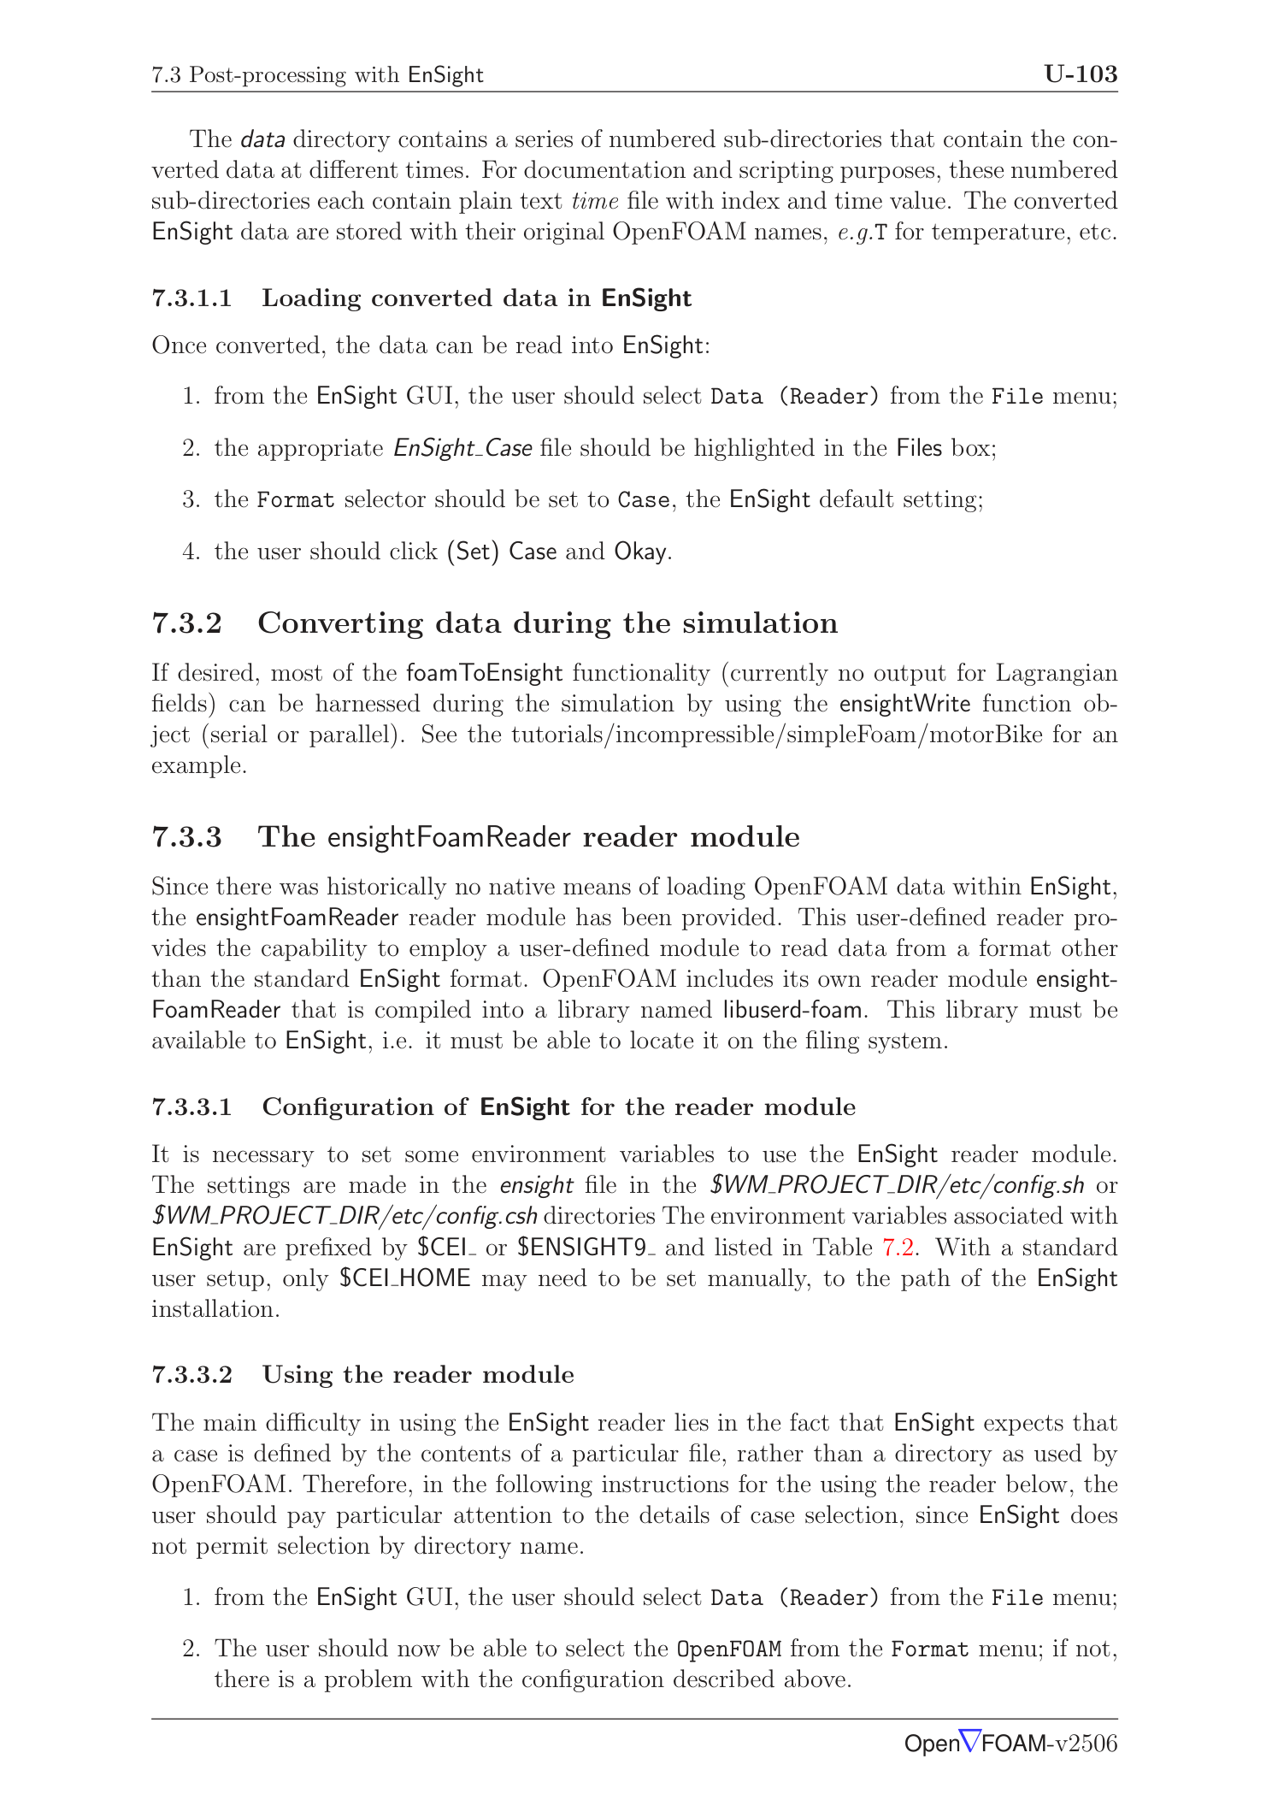 7.3 Post-processing with EnSight U-103
The data directory contains a series of numbered sub-directories that contain the con-
verted data at different times. For documentation and scripting purposes, these numbered
sub-directories each contain plain text time file with index and time value. The converted
EnSight data are stored with their original OpenFOAM names, e.g.T for temperature, etc.
7.3.1.1 Loading converted data in EnSight
Once converted, the data can be read into EnSight:
1. from the EnSight GUI, the user should select Data (Reader) from the File menu;
2. the appropriate EnSight_Case file should be highlighted in the Files box;
3. the Format selector should be set to Case, the EnSight default setting;
4. the user should click (Set) Case and Okay.
7.3.2 Converting data during the simulation
If desired, most of the foamToEnsight functionality (currently no output for Lagrangian
fields) can be harnessed during the simulation by using the ensightWrite function ob-
ject (serial or parallel). See the tutorials/incompressible/simpleFoam/motorBike for an
example.
7.3.3 The ensightFoamReader reader module
Since there was historically no native means of loading OpenFOAM data within EnSight,
the ensightFoamReader reader module has been provided. This user-defined reader pro-
vides the capability to employ a user-defined module to read data from a format other
than the standard EnSight format. OpenFOAM includes its own reader module ensight-
FoamReader that is compiled into a library named libuserd-foam. This library must be
available to EnSight, i.e. it must be able to locate it on the filing system.
7.3.3.1 Configuration of EnSight for the reader module
It is necessary to set some environment variables to use the EnSight reader module.
The settings are made in the ensight file in the $WM_PROJECT_DIR/etc/config.sh or
$WM_PROJECT_DIR/etc/config.csh directories The environment variables associated with
EnSight are prefixed by $CEI_ or $ENSIGHT9_ and listed in Table 7.2. With a standard
user setup, only $CEI_HOME may need to be set manually, to the path of the EnSight
installation.
7.3.3.2 Using the reader module
The main difficulty in using the EnSight reader lies in the fact that EnSight expects that
a case is defined by the contents of a particular file, rather than a directory as used by
OpenFOAM. Therefore, in the following instructions for the using the reader below, the
user should pay particular attention to the details of case selection, since EnSight does
not permit selection by directory name.
1. from the EnSight GUI, the user should select Data (Reader) from the File menu;
2. The user should now be able to select the OpenFOAM from the Format menu; if not,
there is a problem with the configuration described above.
Open∇FOAM-v2506